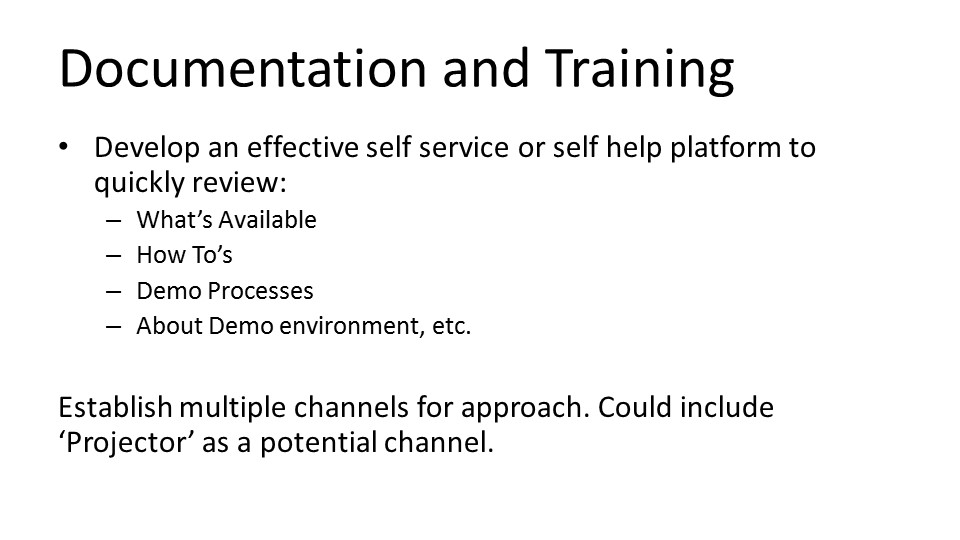 Documentation and Training
• Develop an effective self service or self help platform to
quickly review:
– What’s Available
– How To’s
– Demo Processes
– About Demo environment, etc.
Establish multiple channels for approach. Could include
‘Projector’ as a potential channel.